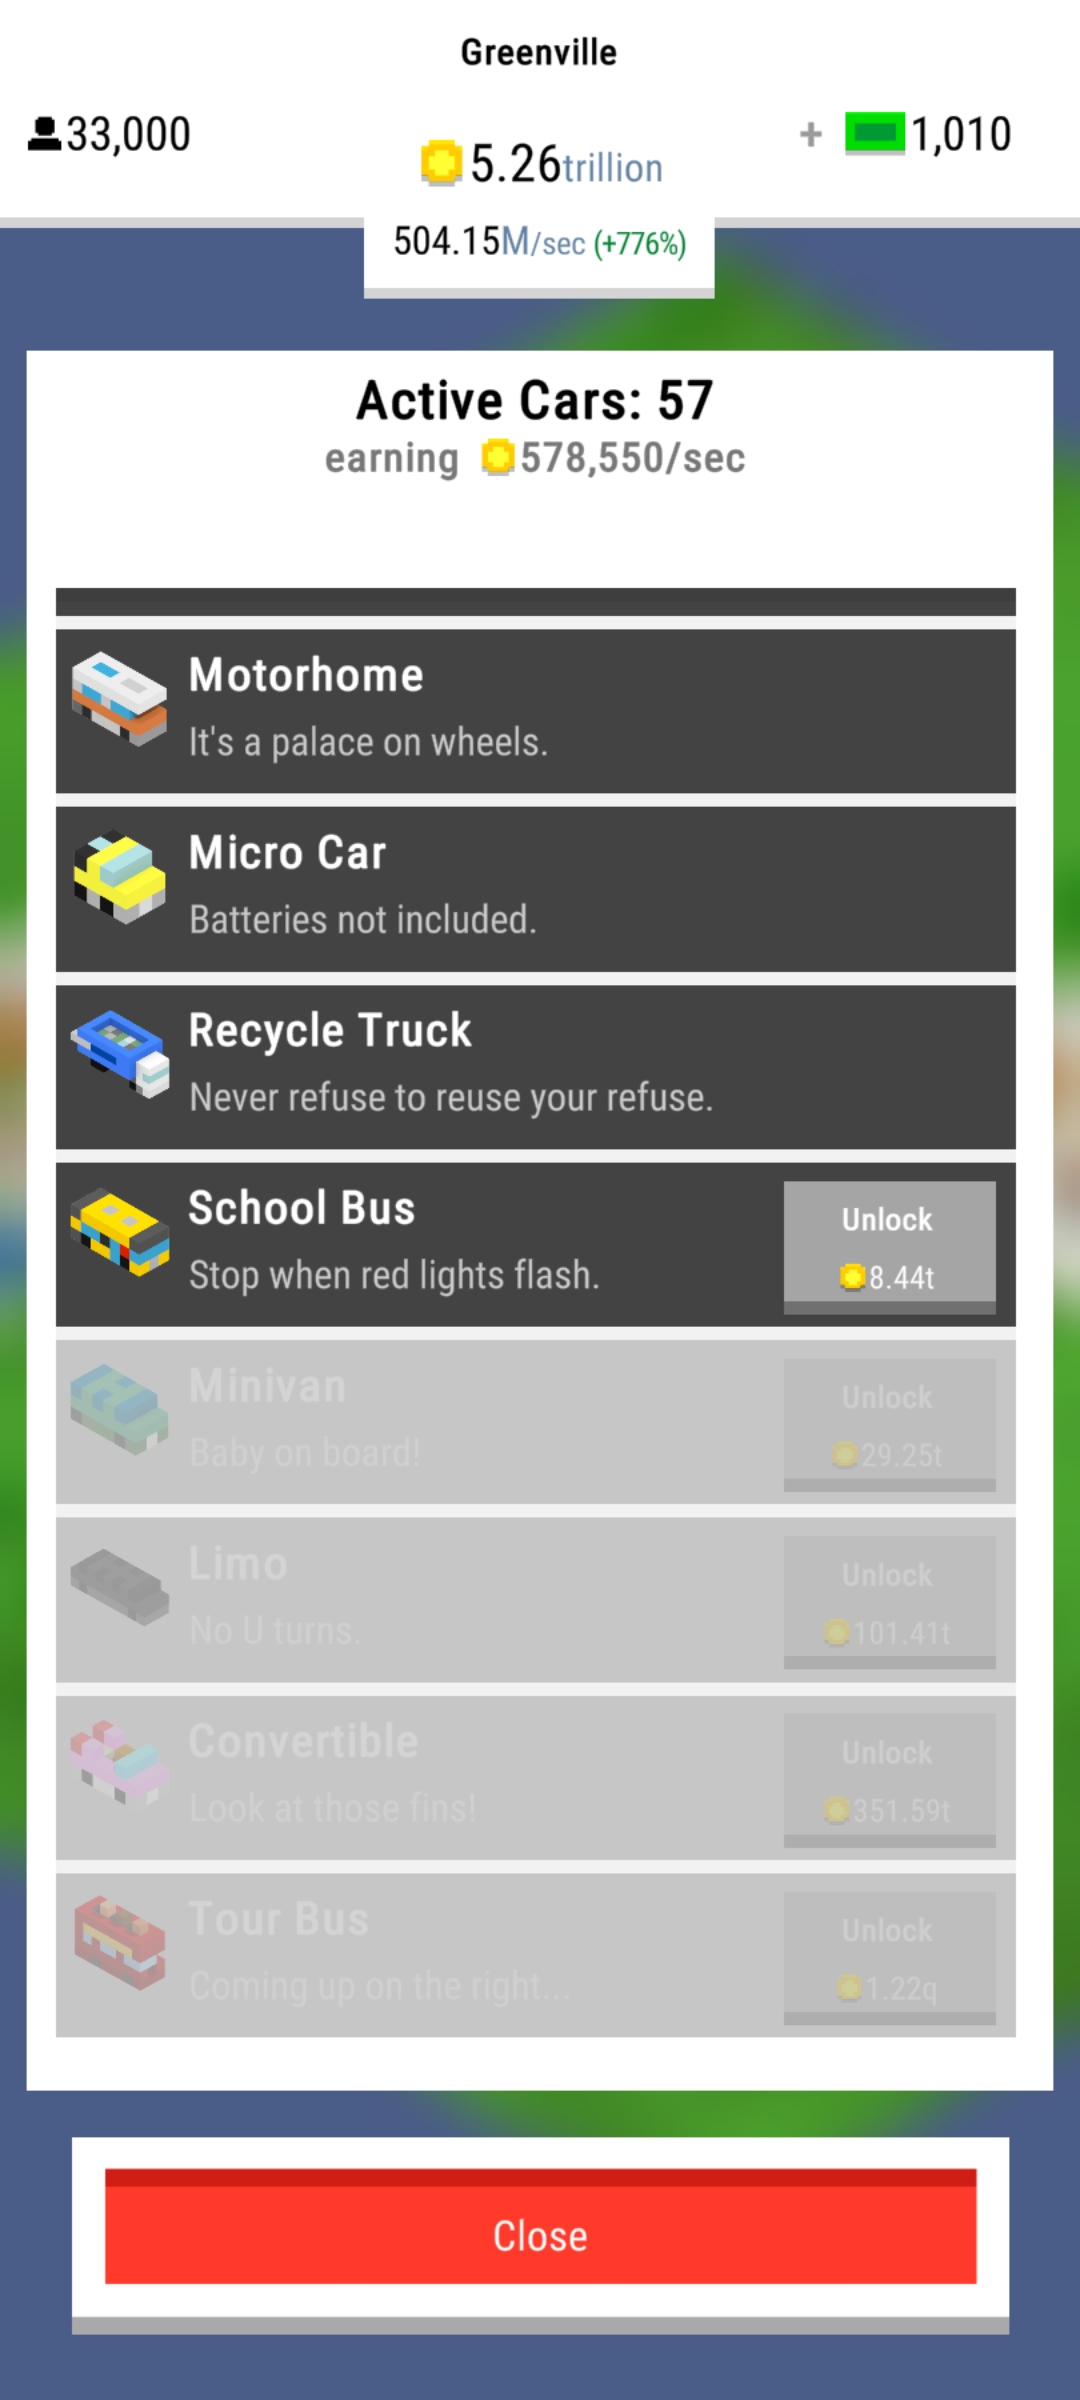 Greenville
33,000
5.26trillion
+ 1,010
504.15M/sec (+776%)
Active Cars: 57
earning 578,550/sec
Motorhome
It's a palace on wheels.
Micro Car
Batteries not included.
Recycle Truck
Never refuse to reuse your refuse.
School Bus
Stop when red lights flash.
Unlock
8.44t
Minivan
Baby on board!
Unlock
29.25t
Limo
No U turns.
Unlock
101.41t
Convertible
Look at those fins!
Unlock
351.59t
Tour Bus
Coming up on the right...
Unlock
1.22q
Close